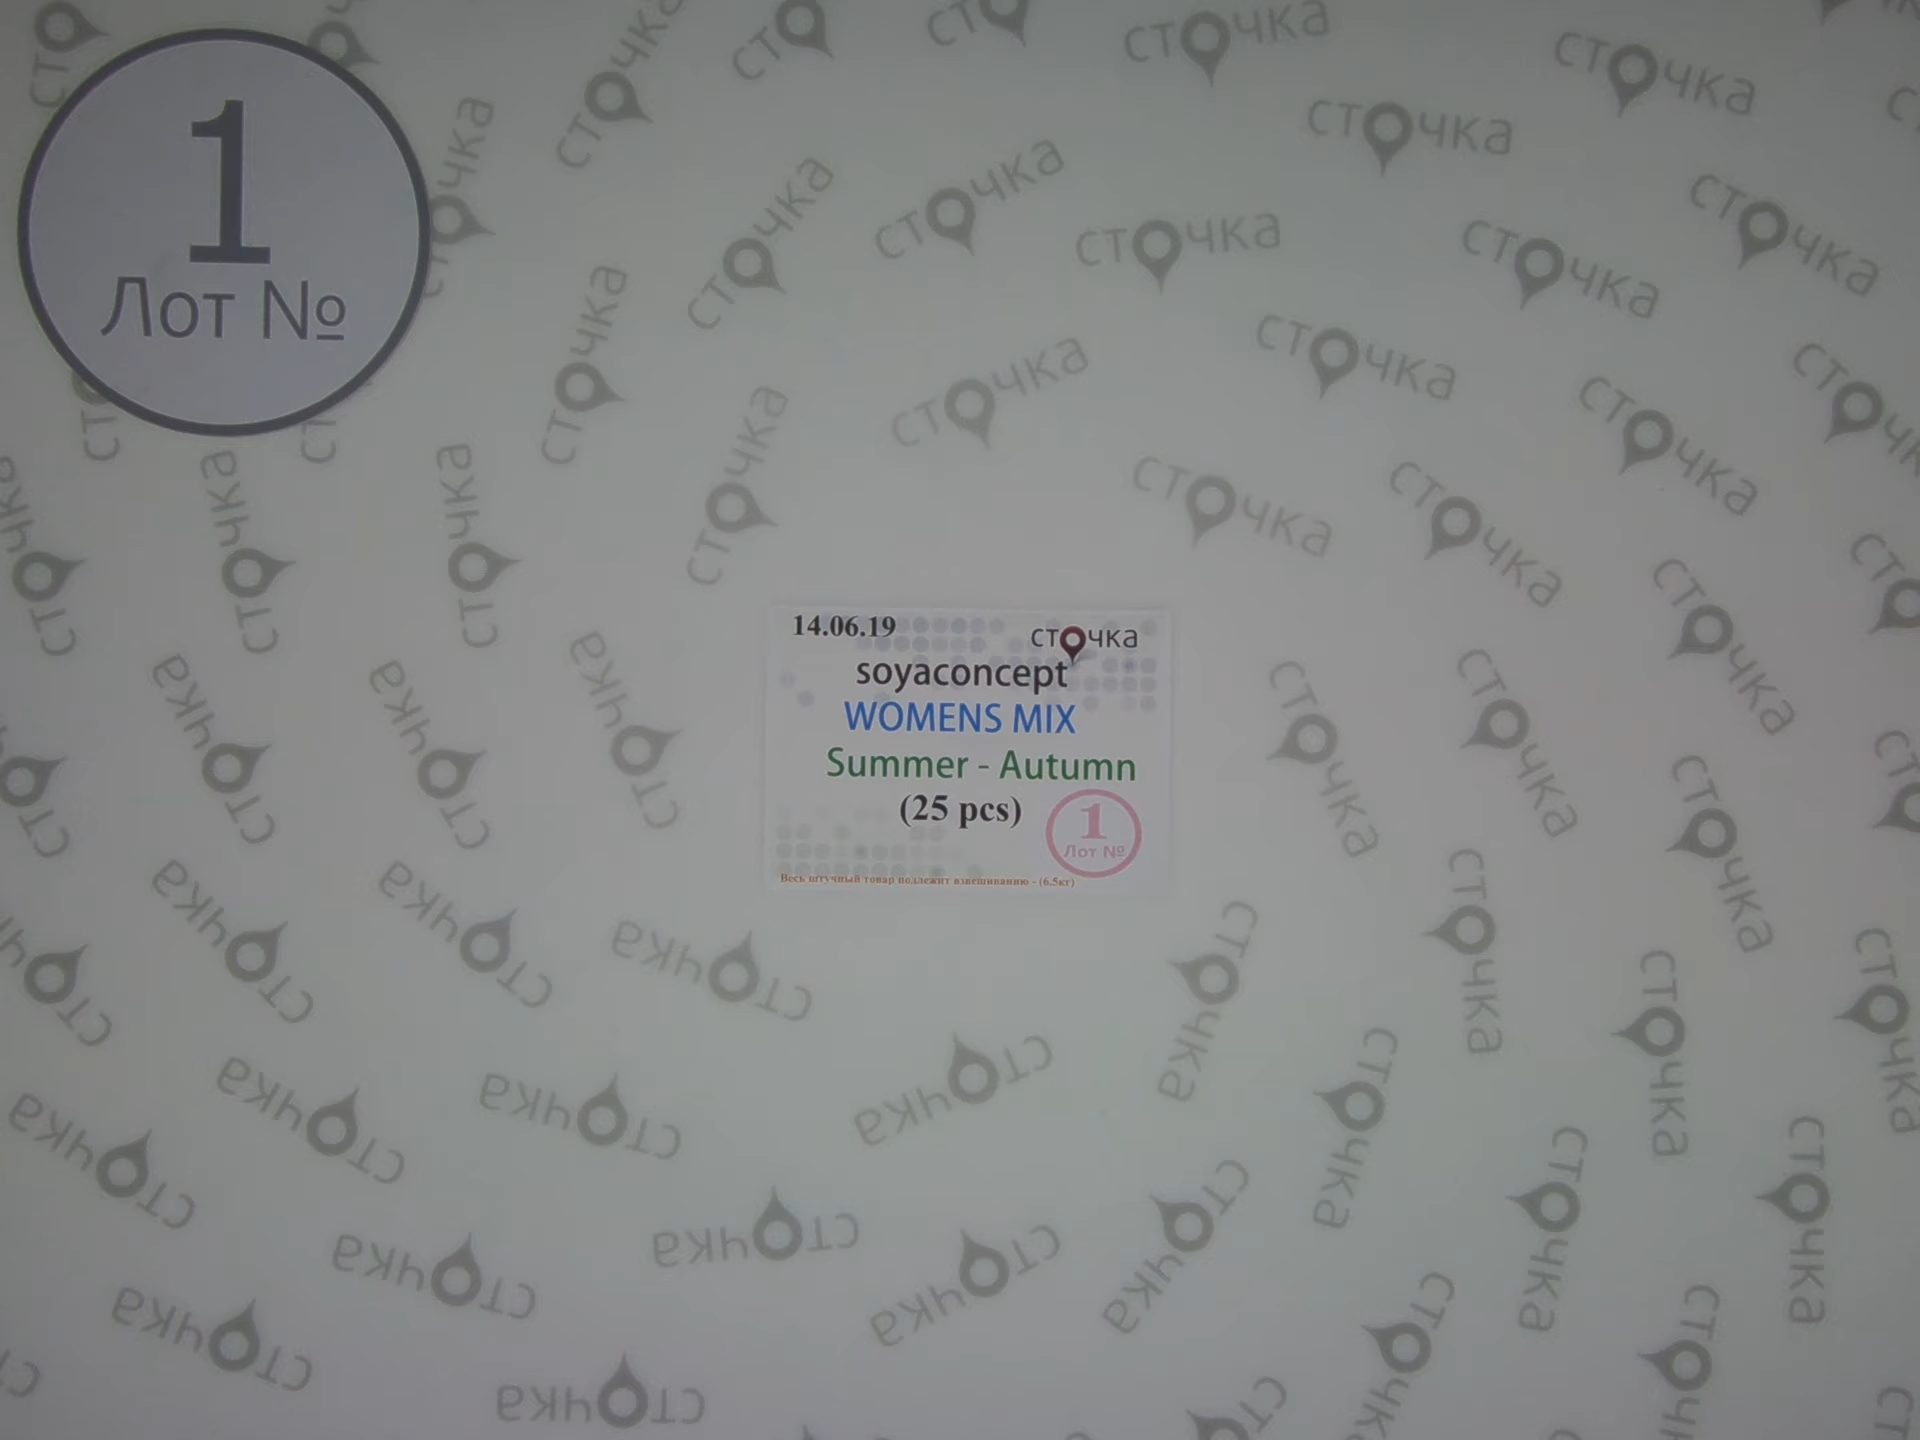 1
Лот №
14.06.19
сточка
soyaconcept
WOMENS MIX
Summer - Autumn
(25 pcs)
1
Лот №
Весь штучный товар подлежит взвешиванию - (6,5кг)